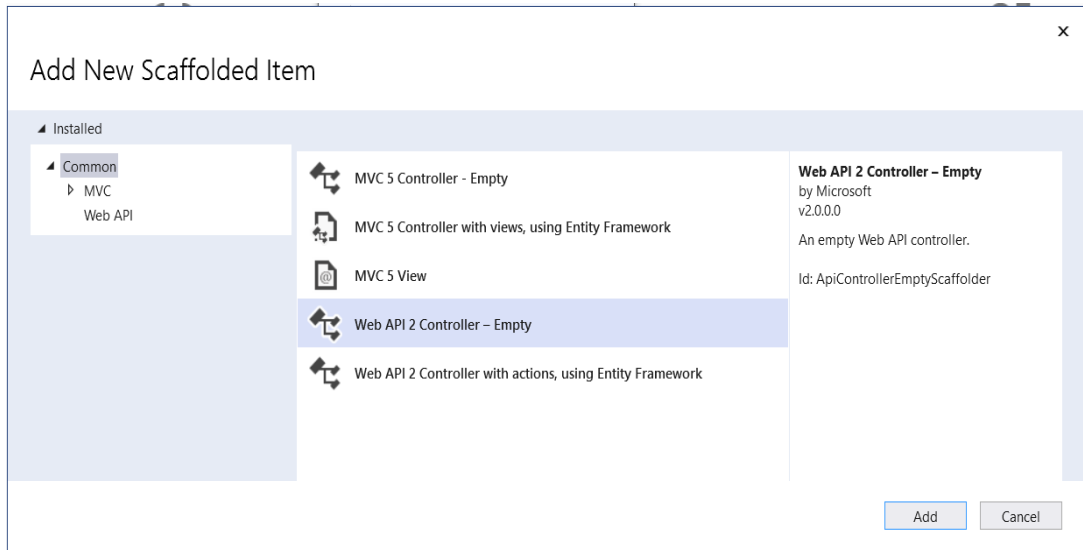 x
Add New Scaffolded Item
Installed
Common
MVC
Web API
MVC 5 Controller - Empty
MVC 5 Controller with views, using Entity Framework
MVC 5 View
Web API 2 Controller – Empty
Web API 2 Controller with actions, using Entity Framework
Web API 2 Controller – Empty
by Microsoft
v2.0.0.0
An empty Web API controller.
Id: ApiControllerEmptyScaffolder
Add
Cancel